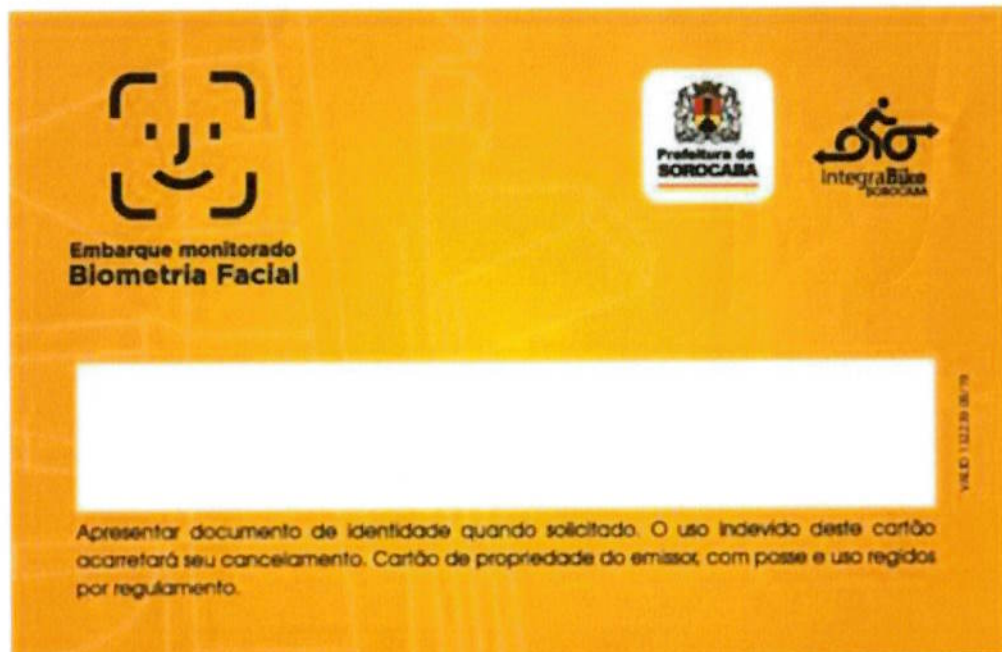 Embarque monitorado
Biometria Facial
Prefeitura de
SOROCABA
IntegraBike
SOROCABA
Apresentar documento de identidade quando solicitado. O uso indevido deste cartão
acarretará seu cancelamento. Cartão de propriedade do emissor, com posse e uso regidos
por regulamento.